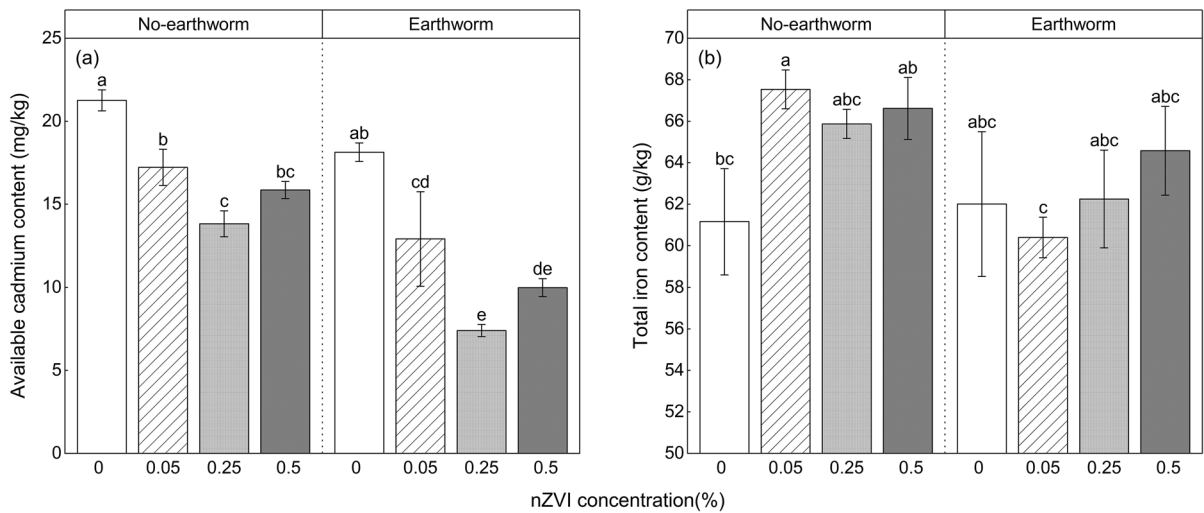 No-earthworm Earthworm
(a)
Available cadmium content (mg/kg)
25
20
15
10
5
0
a
b
c
bc
ab
cd
e
de
0 0.05 0.25 0.5 0 0.05 0.25 0.5
No-earthworm Earthworm
(b)
Total iron content (g/kg)
70
68
66
64
62
60
58
56
54
52
50
bc
a
abc
ab
abc
c
abc
abc
0 0.05 0.25 0.5 0 0.05 0.25 0.5
nZVI concentration(%)